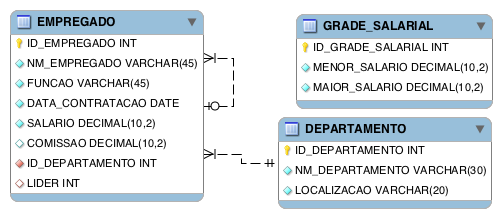 EMPREGADO
ID_EMPREGADO INT
NM_EMPREGADO VARCHAR(45)
FUNCAO VARCHAR(45)
DATA_CONTRATACAO DATE
SALARIO DECIMAL(10,2)
COMISSAO DECIMAL(10,2)
ID_DEPARTAMENTO INT
LIDER INT
GRADE_SALARIAL
ID_GRADE_SALARIAL INT
MENOR_SALARIO DECIMAL(10,2)
MAIOR_SALARIO DECIMAL(10,2)
DEPARTAMENTO
ID_DEPARTAMENTO INT
NM_DEPARTAMENTO VARCHAR(30)
LOCALIZACAO VARCHAR(20)